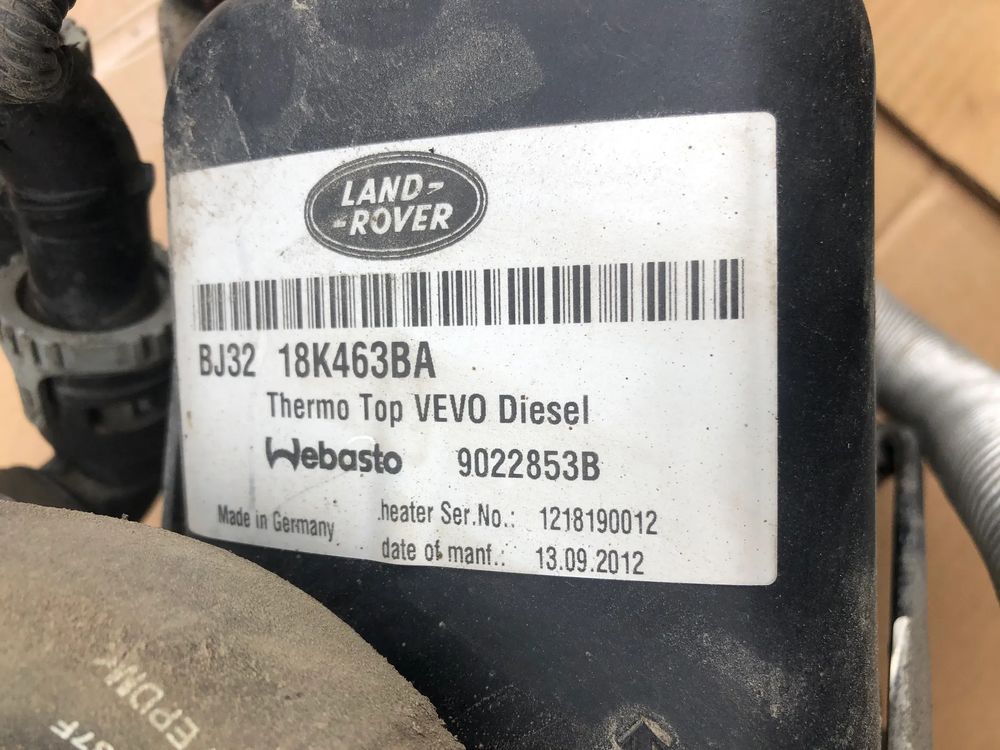 LAND-
-ROVER
BJ32 18K463BA
Thermo Top VEVO Diesel
Webasto 9022853B
Made in Germany
heater Ser.No.: 1218190012
date of manf.: 13.09.2012
EPDM